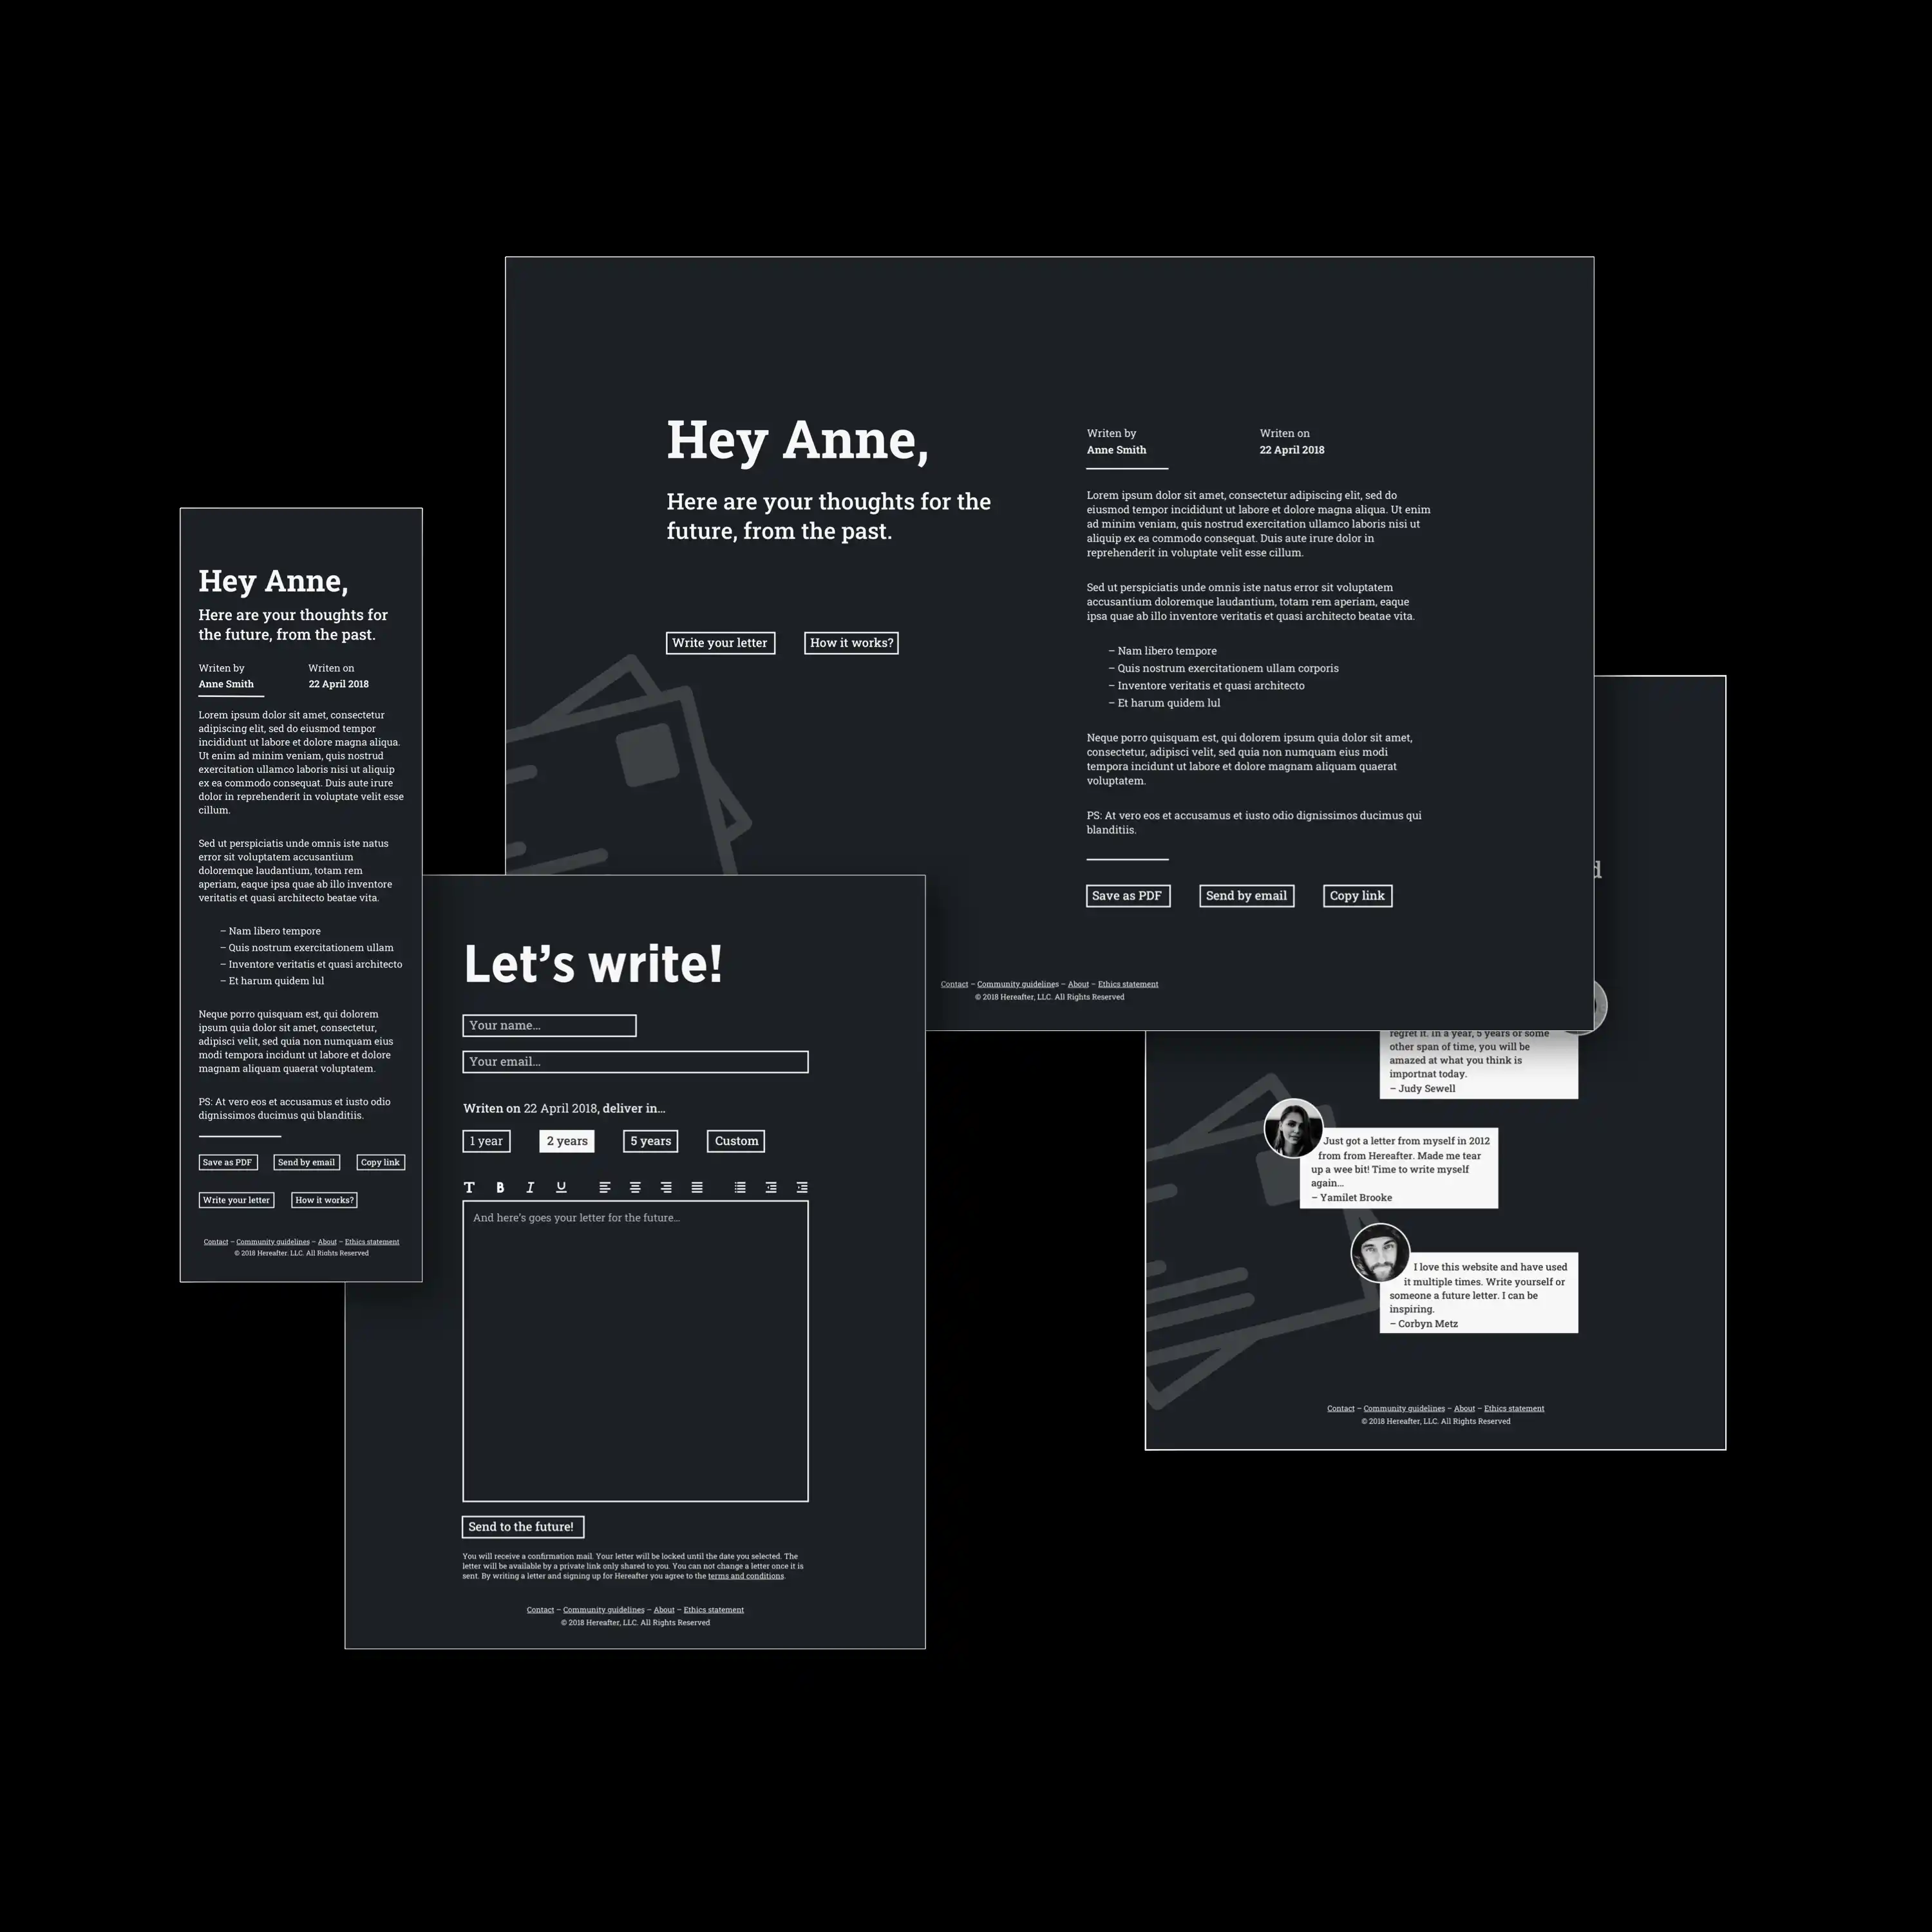 Hey Anne,
Here are your thoughts for the
future, from the past.
Write your letter
How it works?
Writen by
Anne Smith
Writen on
22 April 2018
Lorem ipsum dolor sit amet, consectetur adipiscing elit, sed do
eiusmod tempor incididunt ut labore et dolore magna aliqua. Ut enim
ad minim veniam, quis nostrud exercitation ullamco laboris nisi ut
aliquip ex ea commodo consequat. Duis aute irure dolor in
reprehenderit in voluptate velit esse cillum.
Sed ut perspiciatis unde omnis iste natus error sit voluptatem
accusantium doloremque laudantium, totam rem aperiam, eaque
ipsa quae ab illo inventore veritatis et quasi architecto beatae vita.
– Nam libero tempore
– Quis nostrum exercitationem ullam corporis
– Inventore veritatis et quasi architecto
– Et harum quidem lul
Neque porro quisquam est, qui dolorem ipsum quia dolor sit amet,
consectetur, adipisci velit, sed quia non numquam eius modi
tempora incidunt ut labore et dolore magnam aliquam quaerat
voluptatem.
PS: At vero eos et accusamus et iusto odio dignissimos ducimus qui
blanditiis.
Save as PDF
Send by email
Copy link
Contact – Community guidelines – About – Ethics statement
© 2018 Hereafter, LLC. All Rights Reserved
Hey Anne,
Here are your thoughts for
the future, from the past.
Writen by
Anne Smith
Writen on
22 April 2018
Lorem ipsum dolor sit amet, consectetur
adipiscing elit, sed do eiusmod tempor
incididunt ut labore et dolore magna aliqua.
Ut enim ad minim veniam, quis nostrud
exercitation ullamco laboris nisi ut aliquip
ex ea commodo consequat. Duis aute irure
dolor in reprehenderit in voluptate velit esse
cillum.
Sed ut perspiciatis unde omnis iste natus
error sit voluptatem accusantium
doloremque laudantium, totam rem
aperiam, eaque ipsa quae ab illo inventore
veritatis et quasi architecto beatae vita.
– Nam libero tempore
– Quis nostrum exercitationem ullam
– Inventore veritatis et quasi architecto
– Et harum quidem lul
Neque porro quisquam est, qui dolorem
ipsum quia dolor sit amet, consectetur,
adipisci velit, sed quia non numquam eius
modi tempora incidunt ut labore et dolore
magnam aliquam quaerat voluptatem.
PS: At vero eos et accusamus et iusto odio
dignissimos ducimus qui blanditiis.
Save as PDF
Send by email
Copy link
Write your letter
How it works?
Contact – Community guidelines – About – Ethics statement
© 2018 Hereafter. LLC. All Rights Reserved
Let’s write!
Your name...
Your email...
Writen on 22 April 2018, deliver in...
1 year
2 years
5 years
Custom
T B I U
And here's goes your letter for the future...
Send to the future!
You will receive a confirmation mail. Your letter will be locked until the date you selected. The
letter will be available by a private link only shared to you. You can not change a letter once it is
sent. By writing a letter and signing up for Hereafter you agree to the terms and conditions.
Contact – Community guidelines – About – Ethics statement
© 2018 Hereafter, LLC. All Rights Reserved
d
regret it. In a year, 5 years or some
other span of time, you will be
amazed at what you think is
importnat today.
– Judy Sewell
Just got a letter from myself in 2012
from from Hereafter. Made me tear
up a wee bit! Time to write myself
again...
– Yamilet Brooke
I love this website and have used
it multiple times. Write yourself or
someone a future letter. I can be
inspiring.
– Corbyn Metz
Contact – Community guidelines – About – Ethics statement
© 2018 Hereafter, LLC. All Rights Reserved